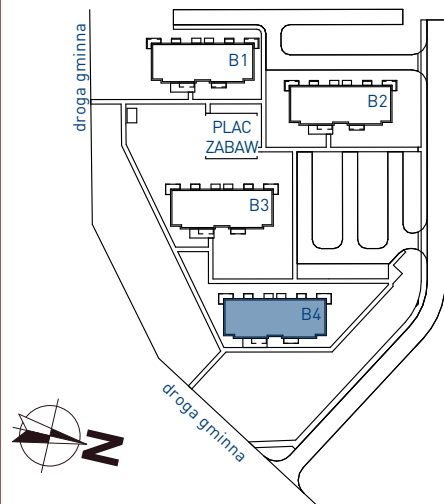 droga gminna
B1
B2
PLAC
ZABAW
B3
B4
droga gminna
N